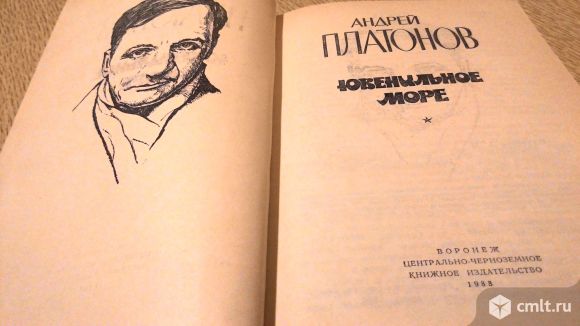 АНДРЕЙ
ПЛАТОНОВ
ЮВЕНИЛЬНОЕ
МОРЕ
ВОРОНЕЖ
ЦЕНТРАЛЬНО-ЧЕРНОЗЕМНОЕ
КНИЖНОЕ ИЗДАТЕЛЬСТВО
1988
cmlt.ru